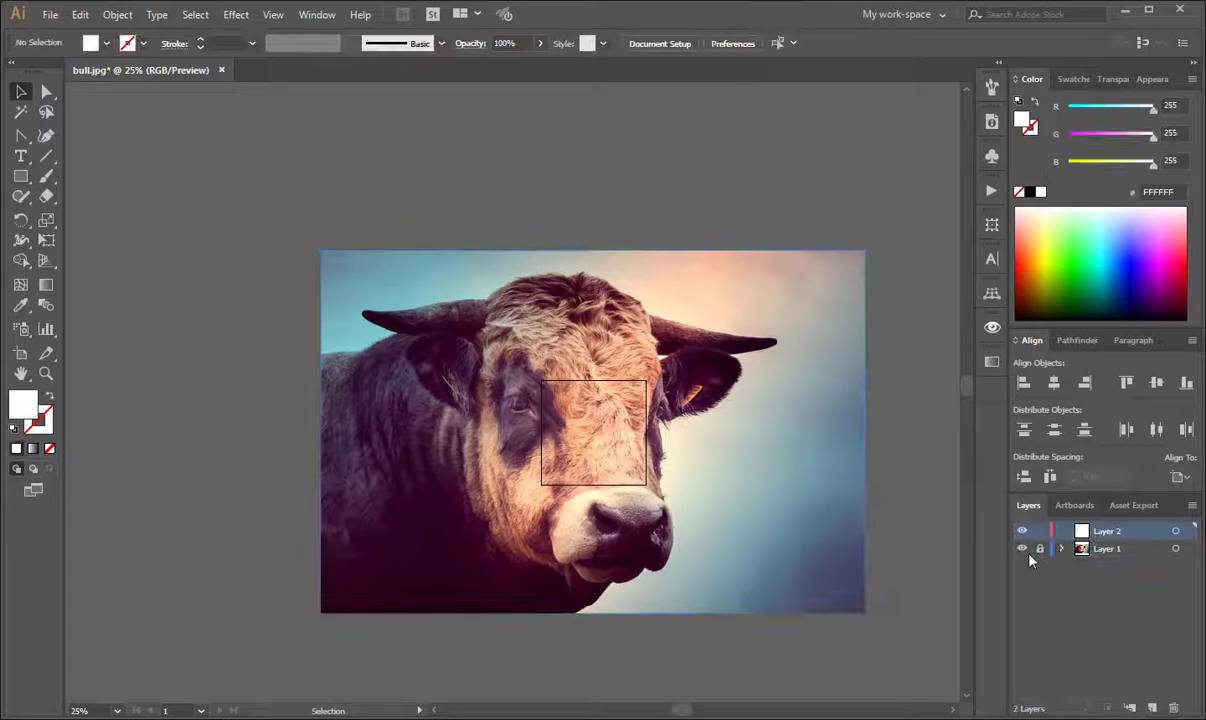 Ai File Edit Object Type Select Effect View Window Help Br St My work-space Search Adobe Stock
No Selection Stroke: Basic Opacity: 100% Style: Document Setup Preferences
bull.jpg* @ 25% (RGB/Preview)
Color Swatche Transpar Appeara
R 255
G 255
B 255
# FFFFFF
Align Pathfinder Paragraph
Align Objects:
Distribute Objects:
Distribute Spacing: Align To:
Layers Artboards Asset Export
Layer 2
Layer 1
25% 1 Selection 2 Layers